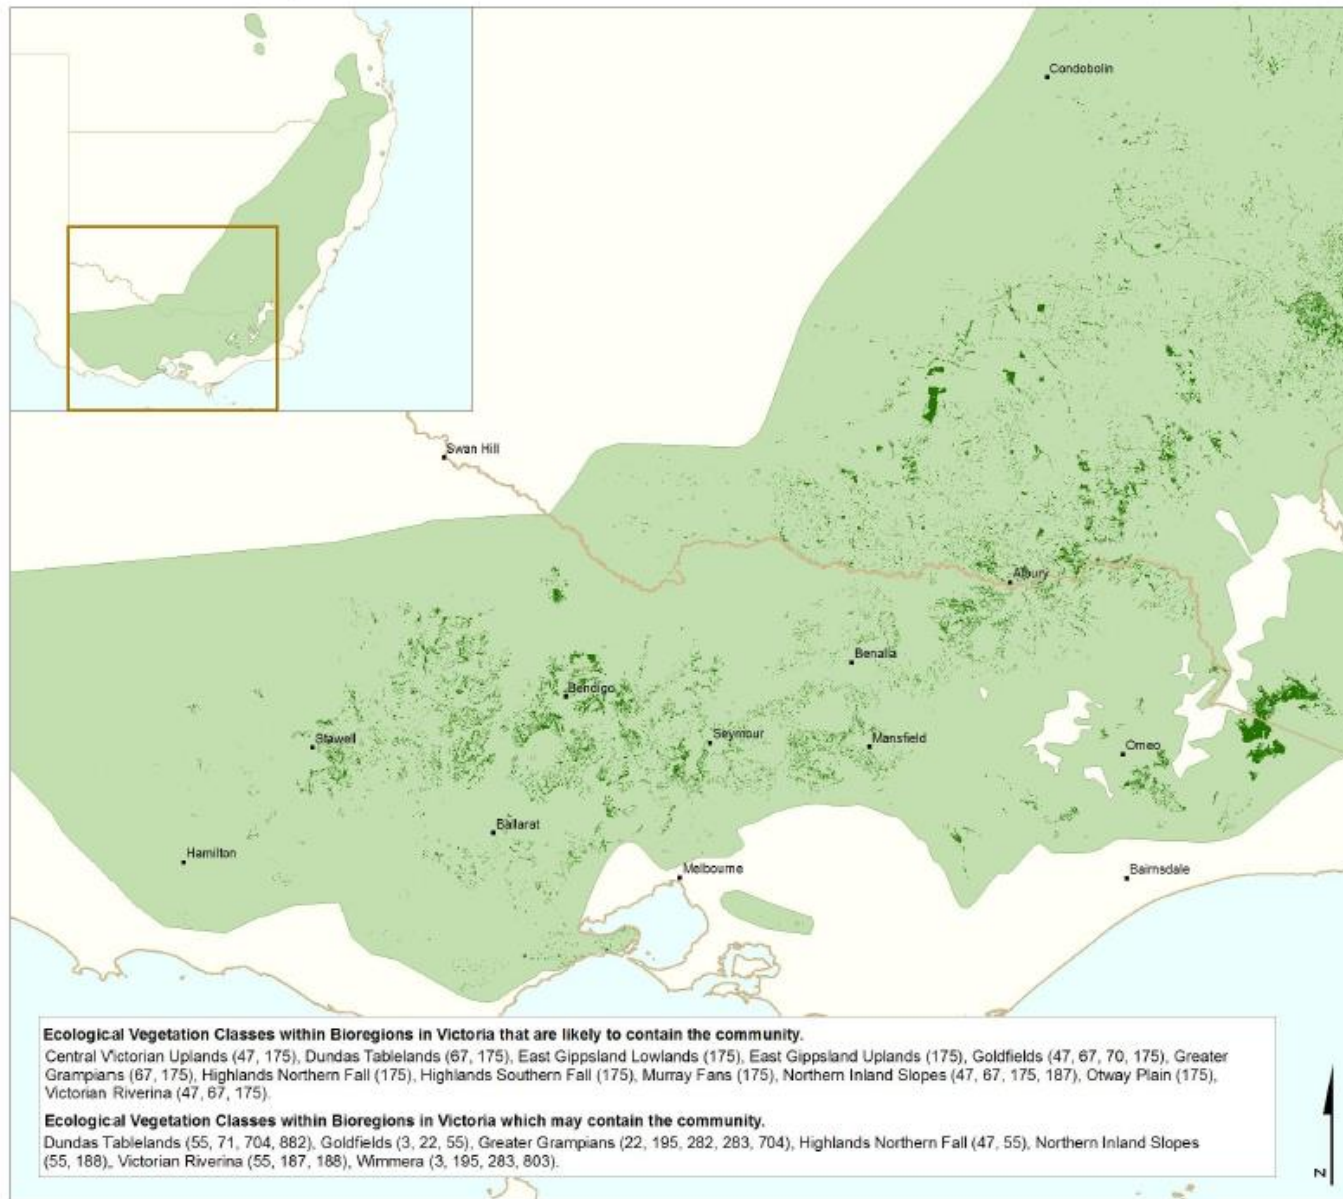 Condobolin
Swan Hill
Albury
Benalla
Bendigo
Stawell
Seymour
Mansfield
Omeo
Ballarat
Hamilton
Melbourne
Bairnsdale
Ecological Vegetation Classes within Bioregions in Victoria that are likely to contain the community.
Central Victorian Uplands (47, 175), Dundas Tablelands (67, 175), East Gippsland Lowlands (175), East Gippsland Uplands (175), Goldfields (47, 67, 70, 175), Greater
Grampians (67, 175), Highlands Northern Fall (175), Highlands Southern Fall (175), Murray Fans (175), Northern Inland Slopes (47, 67, 175, 187), Otway Plain (175),
Victorian Riverina (47, 67, 175).
Ecological Vegetation Classes within Bioregions in Victoria which may contain the community.
Dundas Tablelands (55, 71, 704, 882), Goldfields (3, 22, 55), Greater Grampians (22, 195, 282, 283, 704), Highlands Northern Fall (47, 55), Northern Inland Slopes
(55, 188), Victorian Riverina (55, 187, 188), Wimmera (3, 195, 283, 803).
N